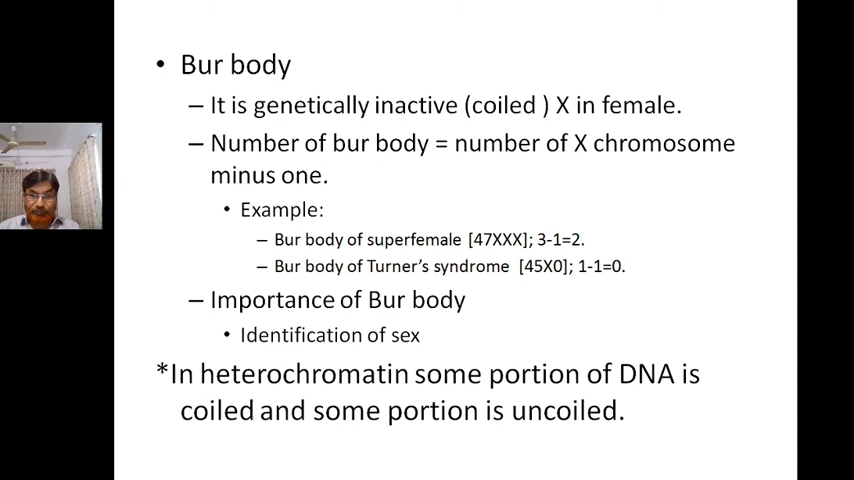 • Bur body
– It is genetically inactive (coiled ) X in female.
– Number of bur body = number of X chromosome
minus one.
• Example:
– Bur body of superfemale [47XXX]; 3-1=2.
– Bur body of Turner's syndrome [45X0]; 1-1=0.
– Importance of Bur body
• Identification of sex
*In heterochromatin some portion of DNA is
coiled and some portion is uncoiled.